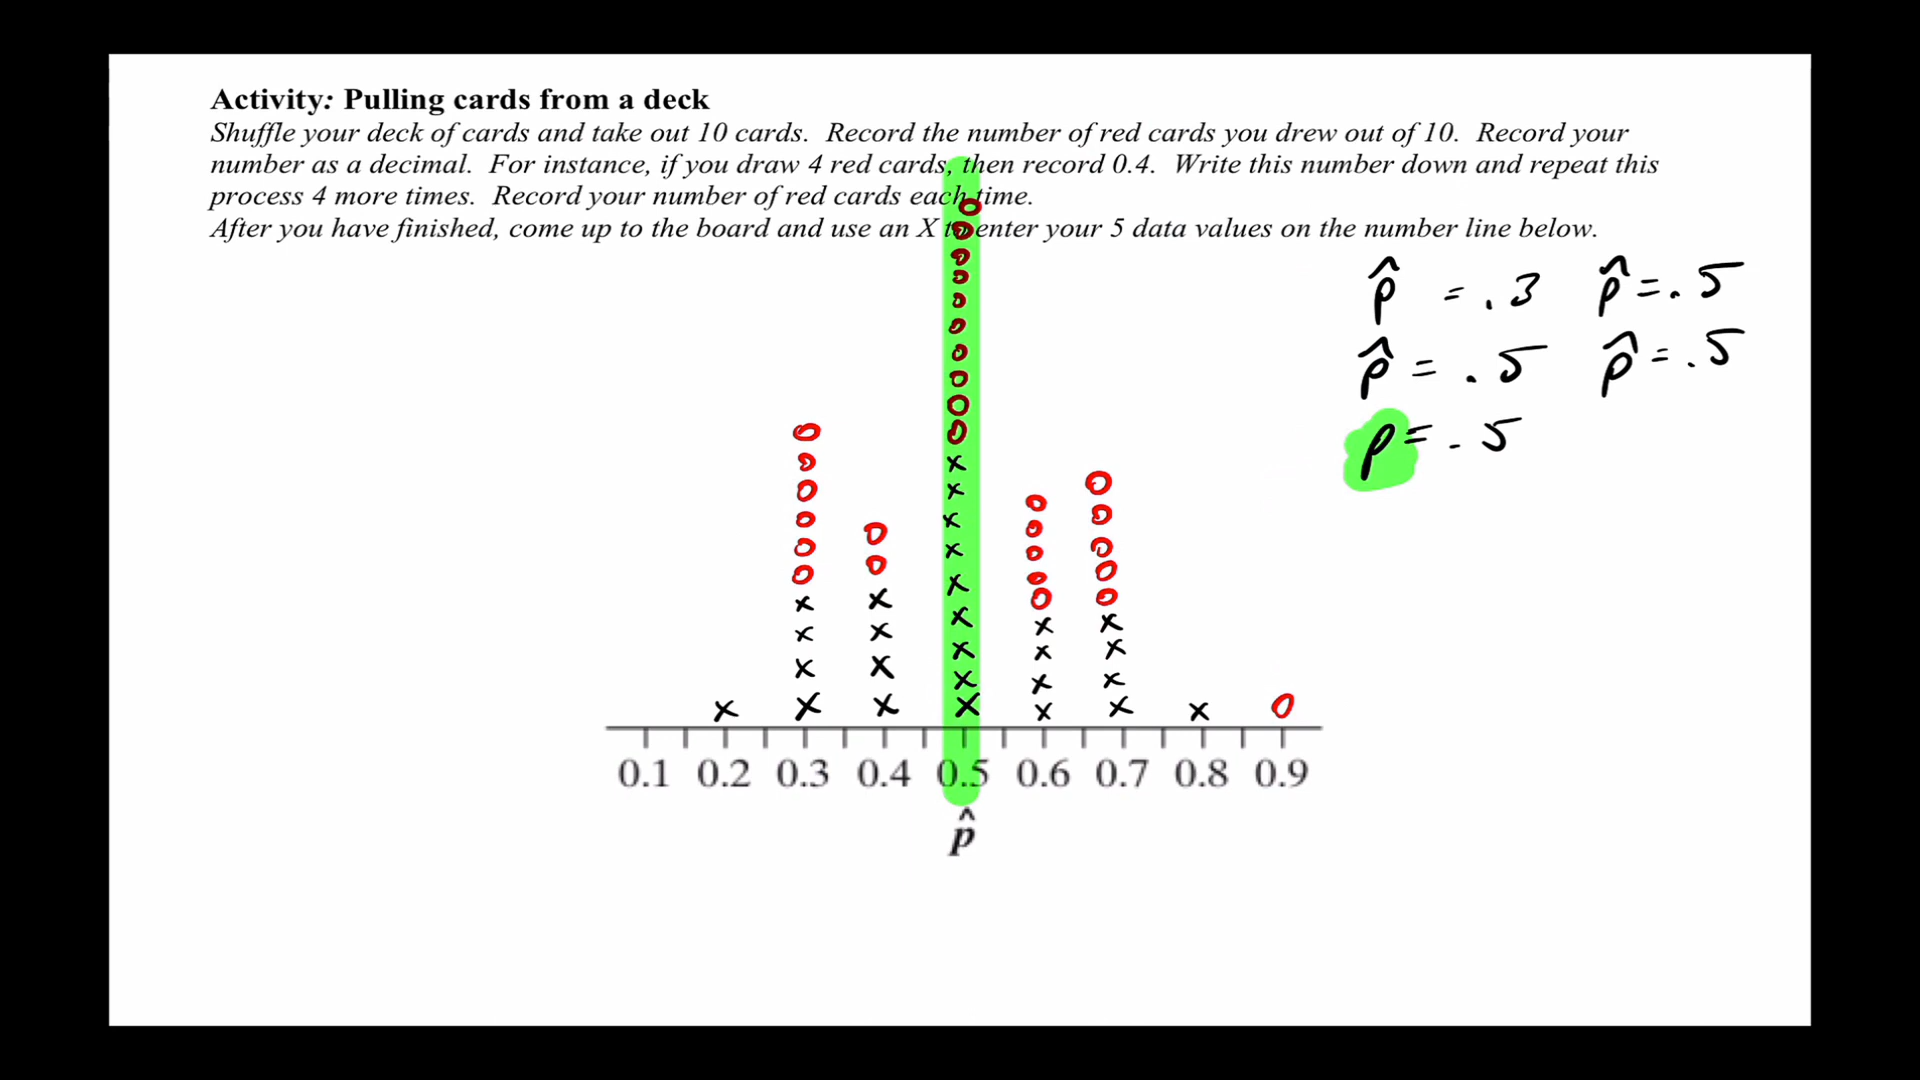 Activity: Pulling cards from a deck
Shuffle your deck of cards and take out 10 cards. Record the number of red cards you drew out of 10. Record your
number as a decimal. For instance, if you draw 4 red cards, then record 0.4. Write this number down and repeat this
process 4 more times. Record your number of red cards each time.
After you have finished, come up to the board and use an X to enter your 5 data values on the number line below.
p̂ = .3 p̂ = .5
p̂ = .5 p̂ = .5
p = .5
0.1 0.2 0.3 0.4 0.5 0.6 0.7 0.8 0.9
p̂